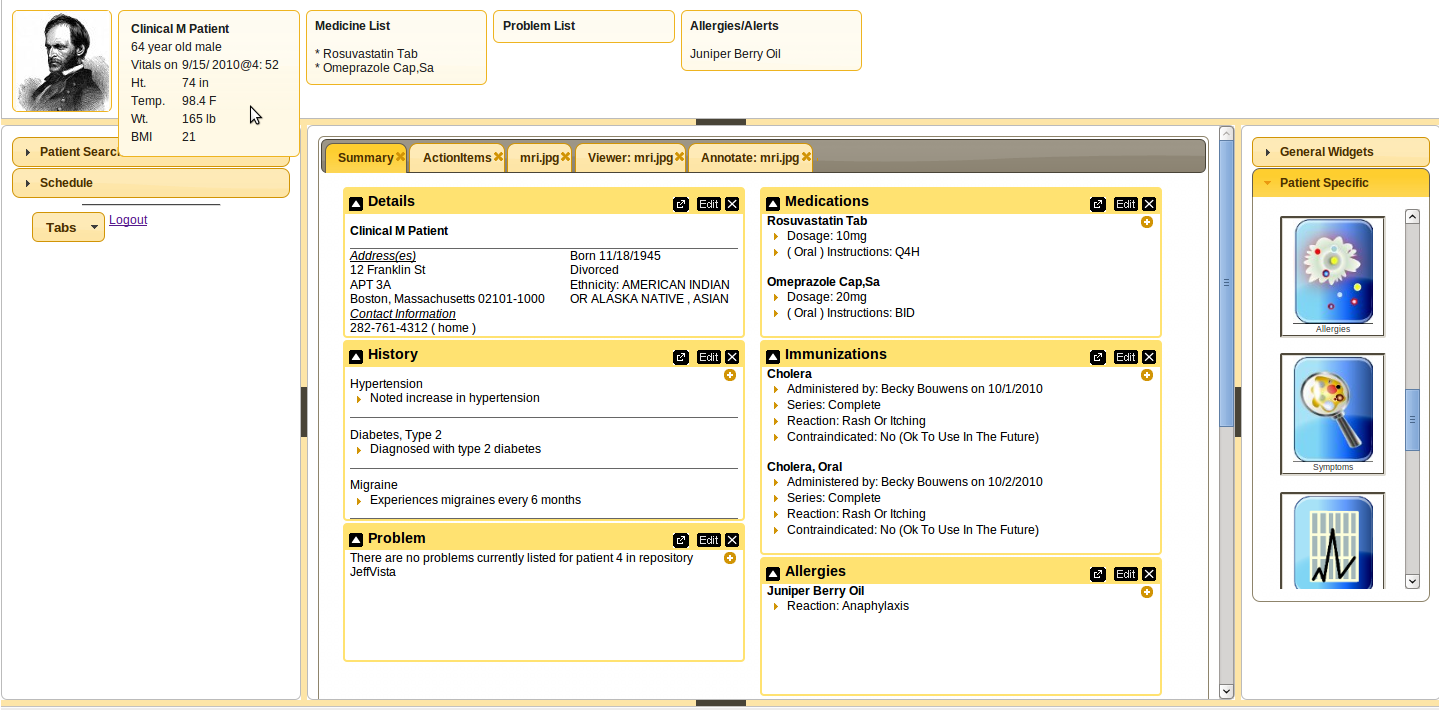 Clinical M Patient
64 year old male
Vitals on 9/15/ 2010@4: 52
Ht. 74 in
Temp. 98.4 F
Wt. 165 lb
BMI 21
Medicine List
* Rosuvastatin Tab
* Omeprazole Cap,Sa
Problem List
Allergies/Alerts
Juniper Berry Oil
Patient Searc
Schedule
Tabs
Logout
Summary
ActionItems
mri.jpg
Viewer: mri.jpg
Annotate: mri.jpg
Details
Edit
Clinical M Patient
Address(es)
12 Franklin St
APT 3A
Boston, Massachusetts 02101-1000
Contact Information
282-761-4312 ( home )
Born 11/18/1945
Divorced
Ethnicity: AMERICAN INDIAN
OR ALASKA NATIVE , ASIAN
History
Edit
Hypertension
Noted increase in hypertension
Diabetes, Type 2
Diagnosed with type 2 diabetes
Migraine
Experiences migraines every 6 months
Problem
Edit
There are no problems currently listed for patient 4 in repository
JeffVista
Medications
Edit
Rosuvastatin Tab
Dosage: 10mg
( Oral ) Instructions: Q4H
Omeprazole Cap,Sa
Dosage: 20mg
( Oral ) Instructions: BID
Immunizations
Edit
Cholera
Administered by: Becky Bouwens on 10/1/2010
Series: Complete
Reaction: Rash Or Itching
Contraindicated: No (Ok To Use In The Future)
Cholera, Oral
Administered by: Becky Bouwens on 10/2/2010
Series: Complete
Reaction: Rash Or Itching
Contraindicated: No (Ok To Use In The Future)
Allergies
Edit
Juniper Berry Oil
Reaction: Anaphylaxis
General Widgets
Patient Specific
Allergies
Symptoms